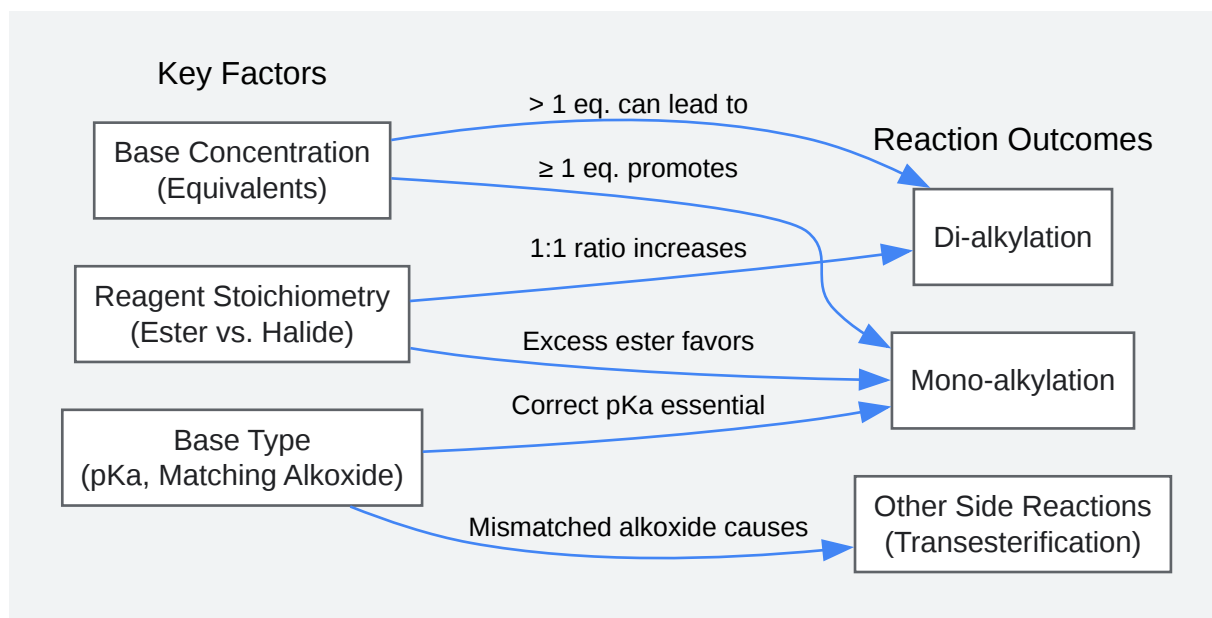 Key Factors
> 1 eq. can lead to
Reaction Outcomes
Base Concentration
(Equivalents)
≥ 1 eq. promotes
Di-alkylation
1:1 ratio increases
Reagent Stoichiometry
(Ester vs. Halide)
Excess ester favors
Mono-alkylation
Correct pKa essential
Base Type
(pKa, Matching Alkoxide)
Mismatched alkoxide causes
Other Side Reactions
(Transesterification)